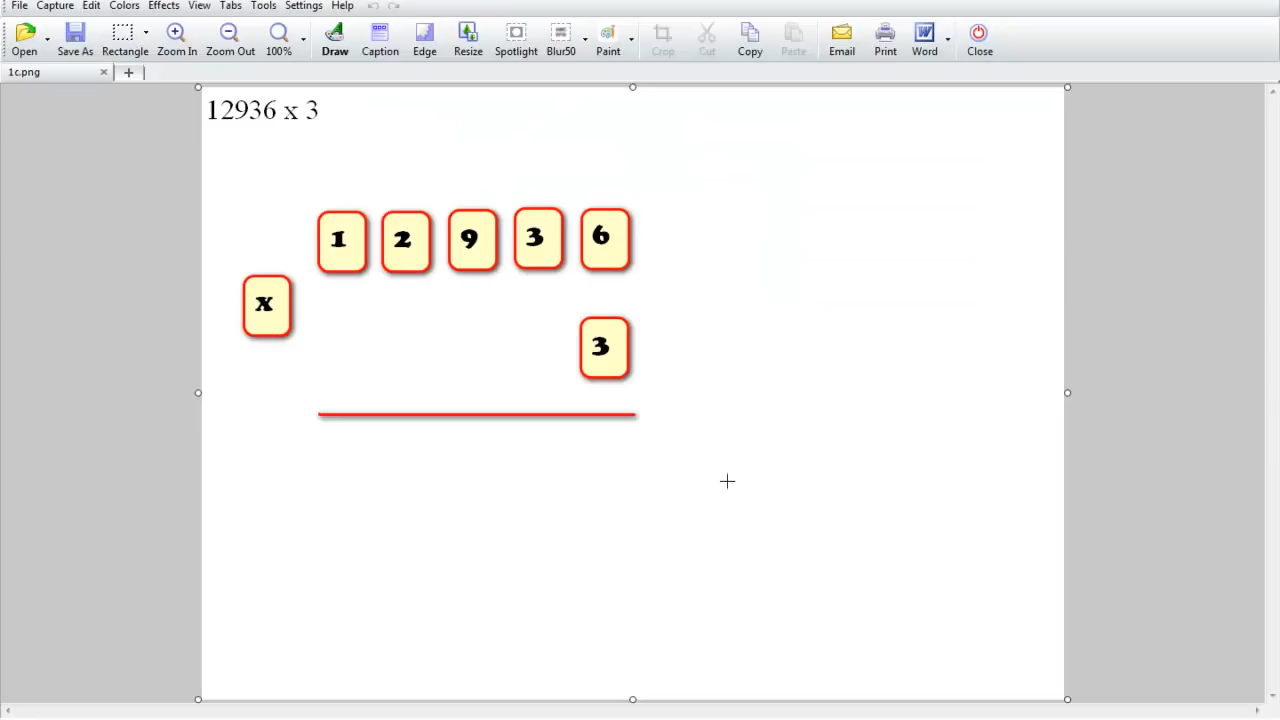 File Capture Edit Colors Effects View Tabs Tools Settings Help
Open Save As Rectangle Zoom In Zoom Out 100% Draw Caption Edge Resize Spotlight Blur50 Paint Crop Cut Copy Paste Email Print Word Close
1c.png
12936 x 3
1 2 9 3 6
x
3